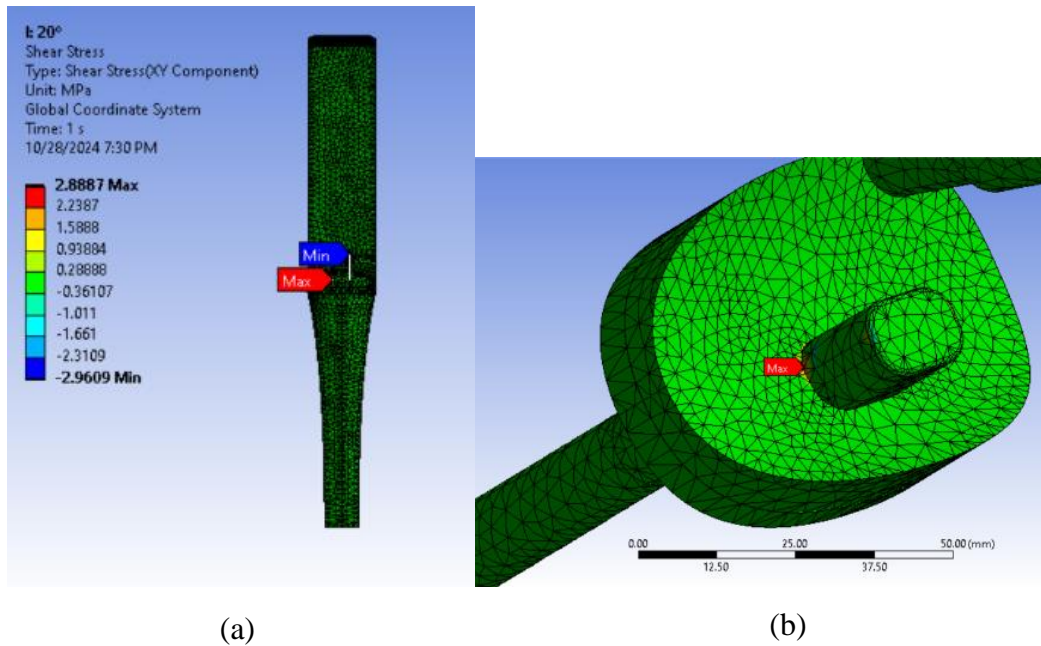 I: 20°
Shear Stress
Type: Shear Stress(XY Component)
Unit: MPa
Global Coordinate System
Time: 1 s
10/28/2024 7:30 PM
2.8887 Max
2.2387
1.5888
0.93884
0.28888
-0.36107
-1.011
-1.661
-2.3109
-2.9609 Min
Min
Max
Max
0.00 25.00 50.00 (mm)
12.50 37.50
(a) (b)